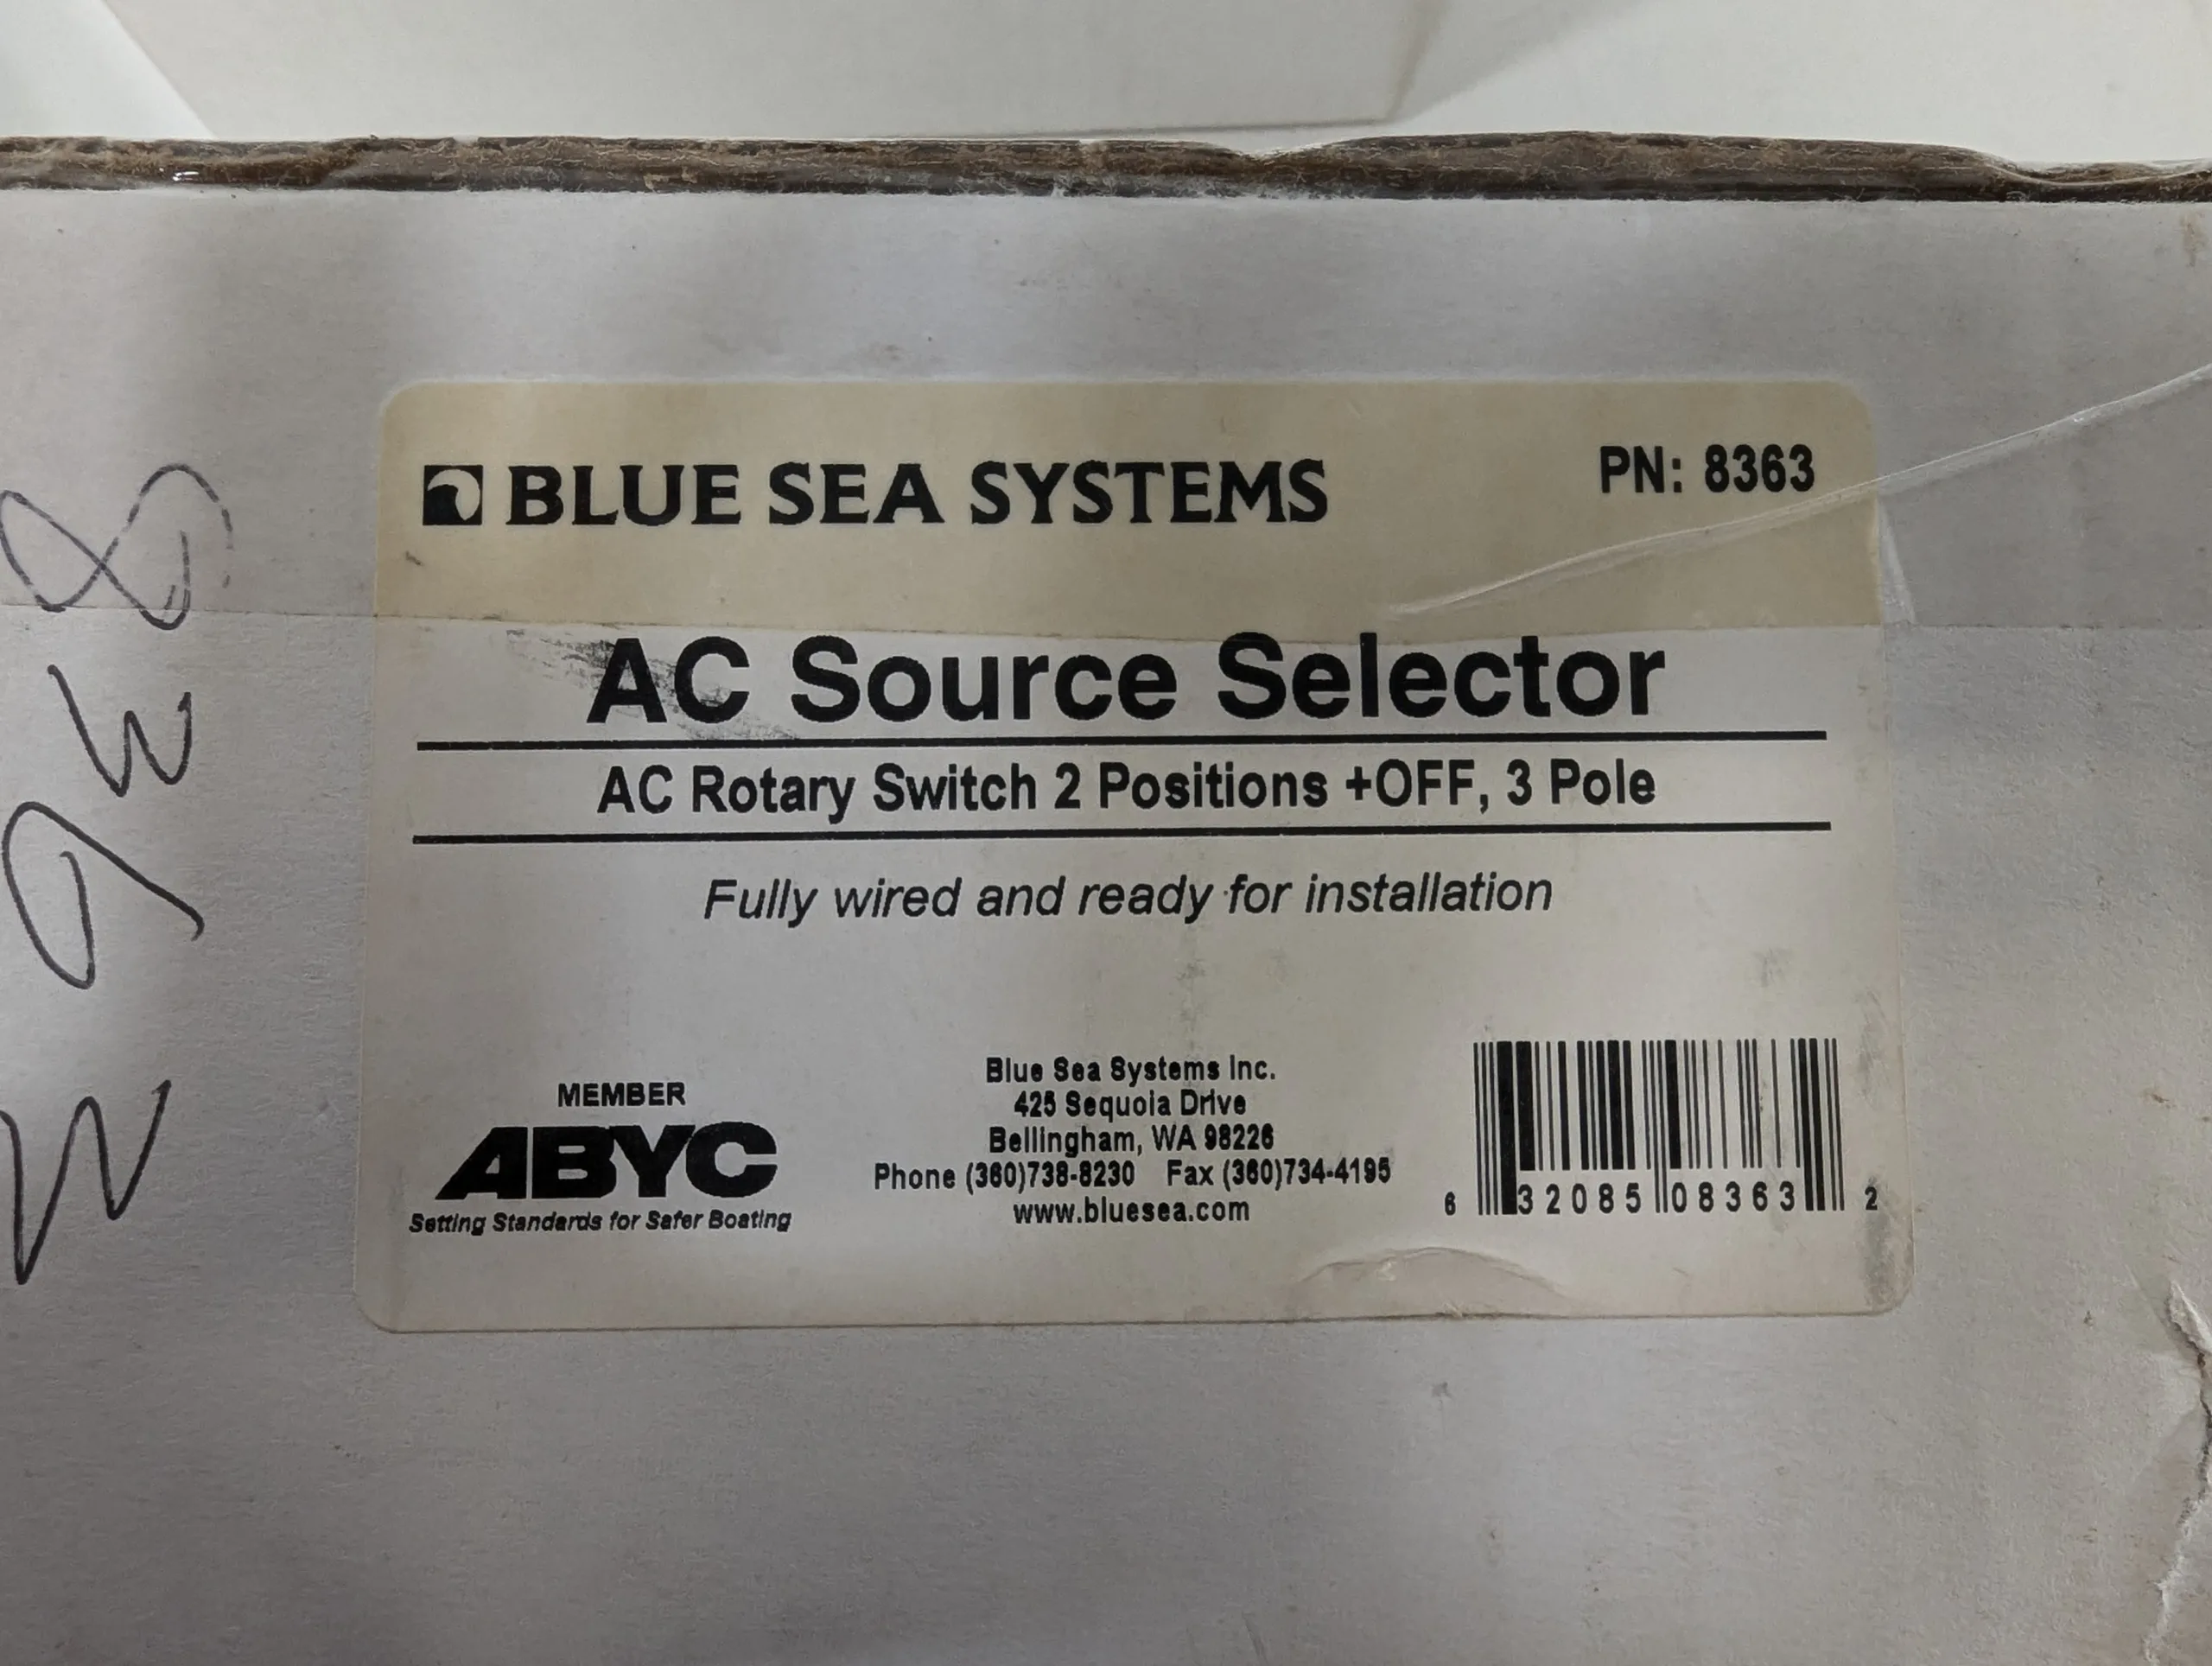 BLUE SEA SYSTEMS
PN: 8363
AC Source Selector
AC Rotary Switch 2 Positions +OFF, 3 Pole
Fully wired and ready for installation
MEMBER
ABYC
Setting Standards for Safer Boating
Blue Sea Systems Inc.
425 Sequoia Drive
Bellingham, WA 98226
Phone (360)738-8230 Fax (360)734-4195
www.bluesea.com
6 32085 08363 2